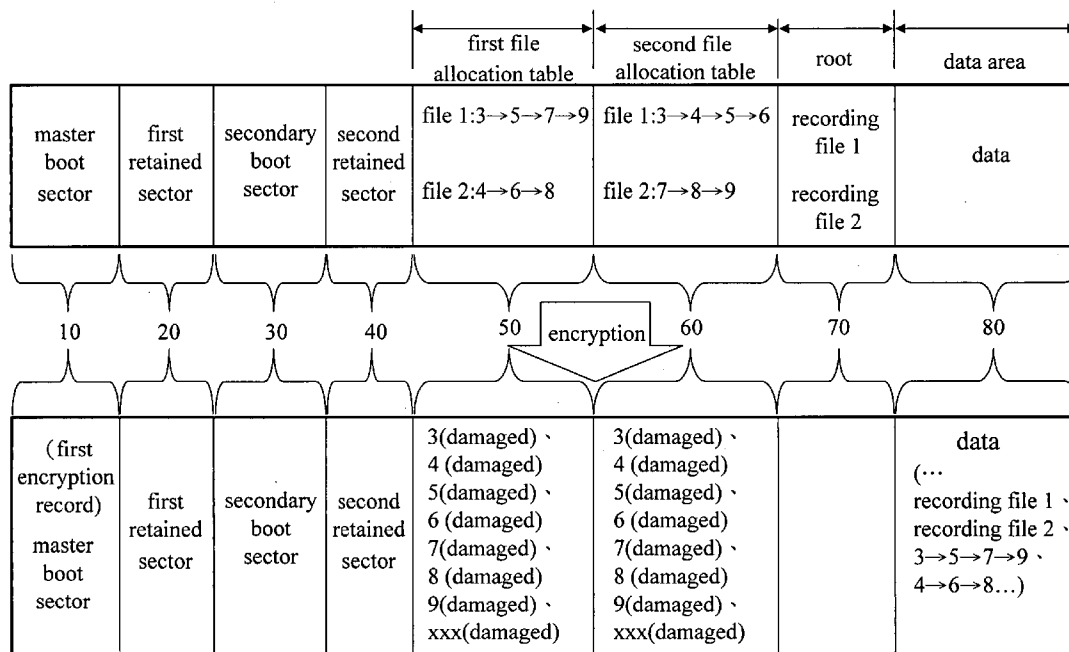 first file
allocation table
second file
allocation table
root
data area
master
boot
sector
first
retained
sector
secondary
boot
sector
second
retained
sector
file 1:3→5→7→9
file 2:4→6→8
file 1:3→4→5→6
file 2:7→8→9
recording
file 1
recording
file 2
data
10
20
30
40
50
encryption
60
70
80
(first
encryption
record)
master
boot
sector
first
retained
sector
secondary
boot
sector
second
retained
sector
3(damaged)、
4 (damaged)
5(damaged)、
6 (damaged)
7(damaged)、
8 (damaged)
9(damaged)、
xxx(damaged)
3(damaged)、
4 (damaged)
5(damaged)、
6 (damaged)
7(damaged)、
8 (damaged)
9(damaged)、
xxx(damaged)
data
(…
recording file 1、
recording file 2、
3→5→7→9、
4→6→8…)